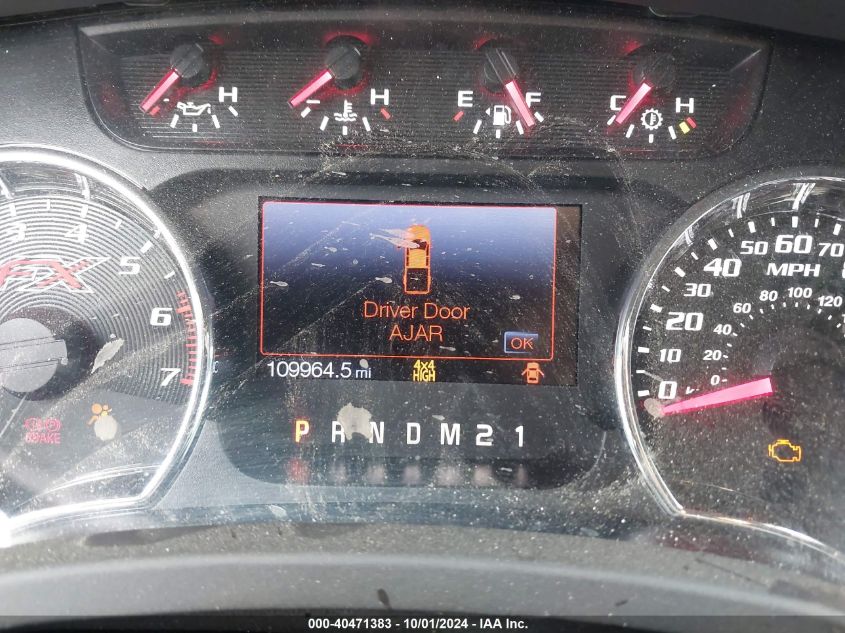 H H E F C H
3 4 5 6 7
FX
BRAKE
Driver Door
AJAR
OK
109964.5 mi
4x4
HIGH
P R N D M 2 1
0 10 20 30 40 50 60 70
MPH
0 20 40 60 80 100 120
000-40471383 - 10/01/2024 - IAA Inc.